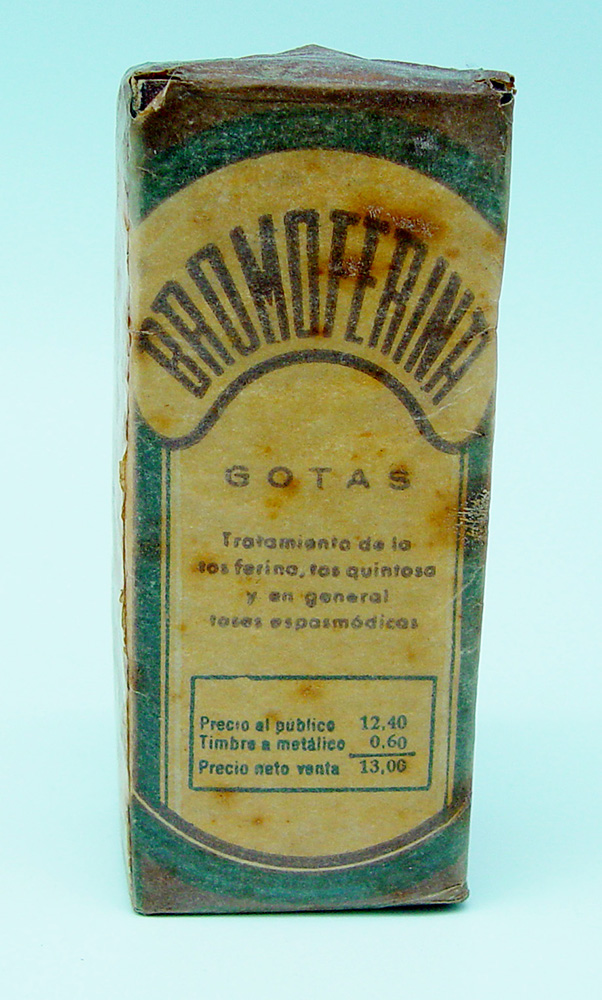 BROMOFERINA
GOTAS
Tratamiento de la
tos ferina, tos quintosa
y en general
toses espasmódicas
Precio al público 12,40
Timbre a metálico 0,60
Precio neto venta 13,00